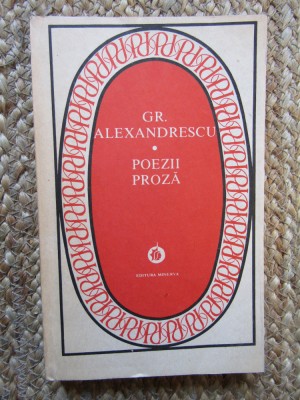 GR.
ALEXANDRESCU
POEZII
PROZĂ
EDITURA MINERVA